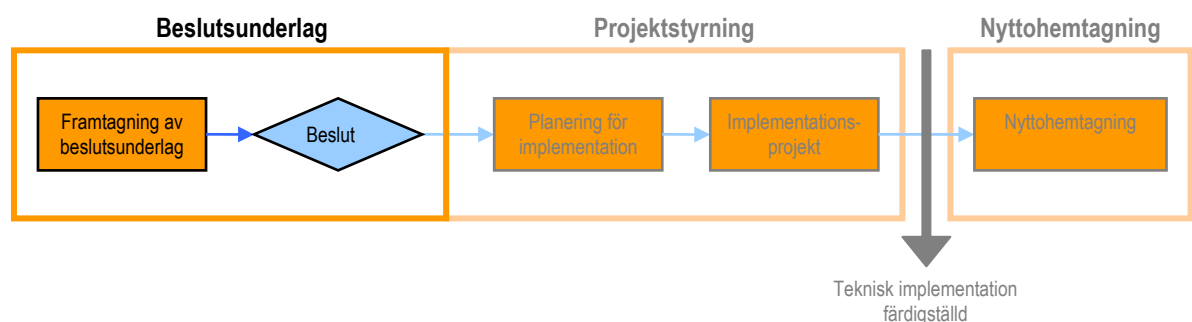 Beslutsunderlag
Projektstyrning
Nyttohemtagning
Framtagning av
beslutsunderlag
Beslut
Planering för
implementation
Implementations-
projekt
Nyttohemtagning
Teknisk implementation
färdigställd